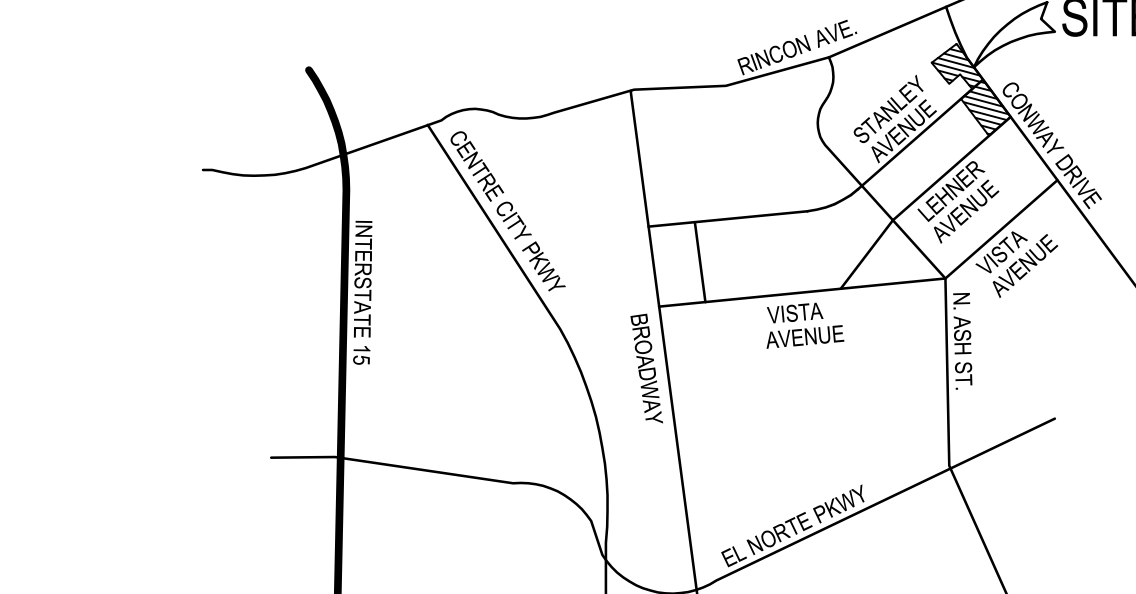 SITE
RINCON AVE.
STANLEY
AVENUE
CONWAY DRIVE
CENTRE CITY PKWY
LEHNER
AVENUE
INTERSTATE 15
VISTA
AVENUE
VISTA
AVENUE
BROADWAY
N. ASH ST.
EL NORTE PKWY